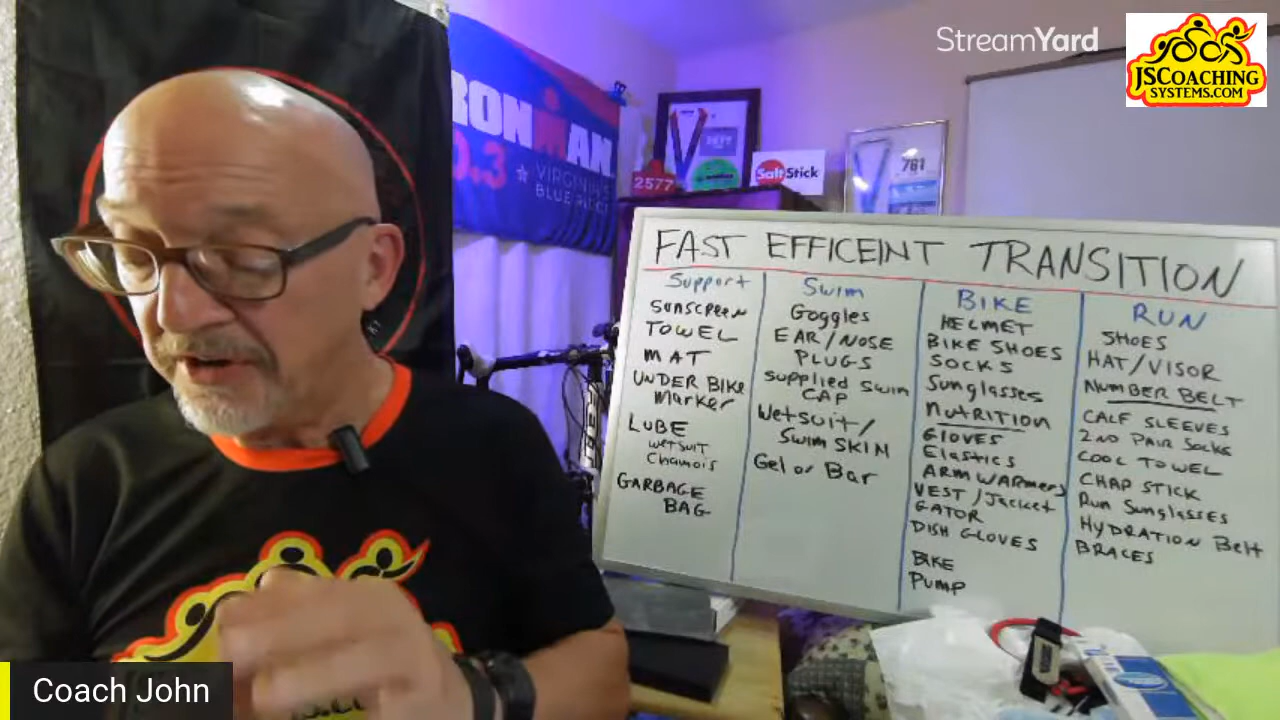 StreamYard
JSCOACHING
SYSTEMS.COM
IRONMAN
70.3
VIRGINIA'S
BLUE RIDGE
2577
SaltStick
761
FAST EFFICEINT TRANSITION
Support
SUNSCREEN
TOWEL
MAT
UNDER BIKE
MARKER
LUBE
WETSUIT
CHAMOIS
GARBAGE
BAG
Swim
Goggles
EAR/NOSE
PLUGS
Supplied Swim
CAP
Wetsuit/
Swim SKIN
Gel or Bar
BIKE
HELMET
BIKE SHOES
SOCKS
Sunglasses
NUTRITION
GLOVES
Elastics
ARM WARMERS
VEST/Jacket
GATOR
DISH GLOVES
BIKE
PUMP
RUN
SHOES
HAT/VISOR
NUMBER BELT
CALF SLEEVES
2ND PAIR SOCKS
COOL TOWEL
CHAP STICK
RUN Sunglasses
HYDRATION Belt
BRACES
Coach John